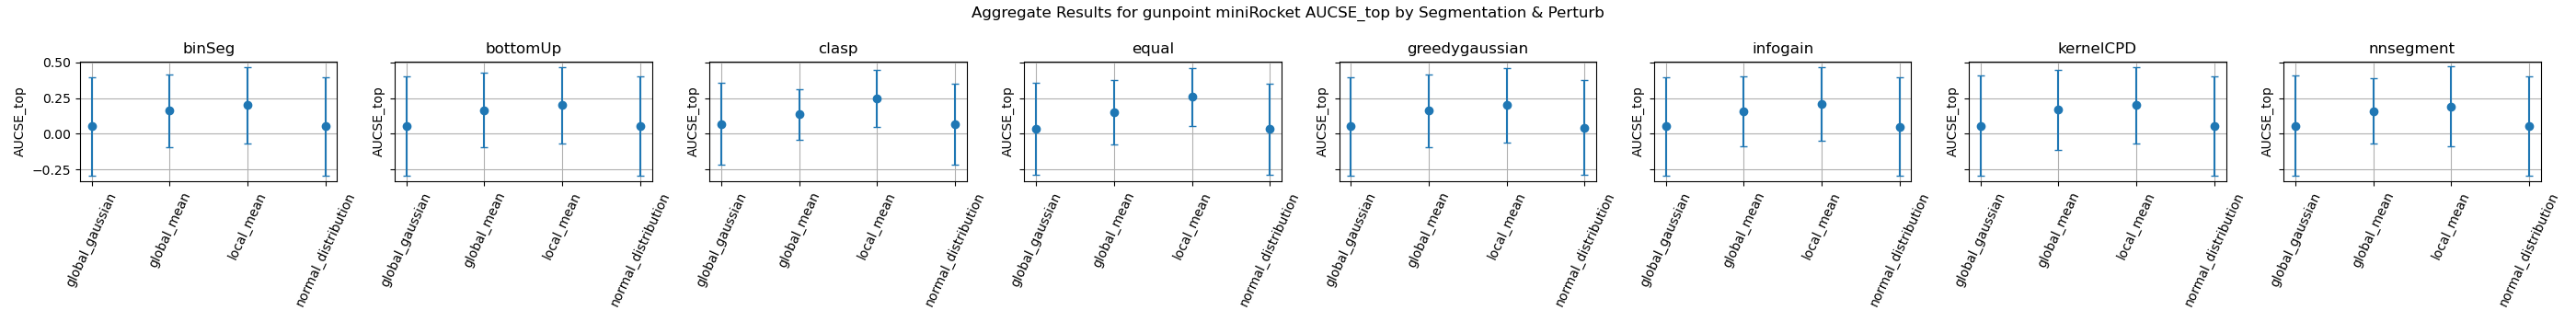 Aggregate Results for gunpoint miniRocket AUCSE_top by Segmentation & Perturb
binSeg
AUCSE_top
0.50
0.25
0.00
−0.25
global_gaussian
global_mean
local_mean
normal_distribution
bottomUp
AUCSE_top
global_gaussian
global_mean
local_mean
normal_distribution
clasp
AUCSE_top
global_gaussian
global_mean
local_mean
normal_distribution
equal
AUCSE_top
global_gaussian
global_mean
local_mean
normal_distribution
greedygaussian
AUCSE_top
global_gaussian
global_mean
local_mean
normal_distribution
infogain
AUCSE_top
global_gaussian
global_mean
local_mean
normal_distribution
kernelCPD
AUCSE_top
global_gaussian
global_mean
local_mean
normal_distribution
nnsegment
AUCSE_top
global_gaussian
global_mean
local_mean
normal_distribution